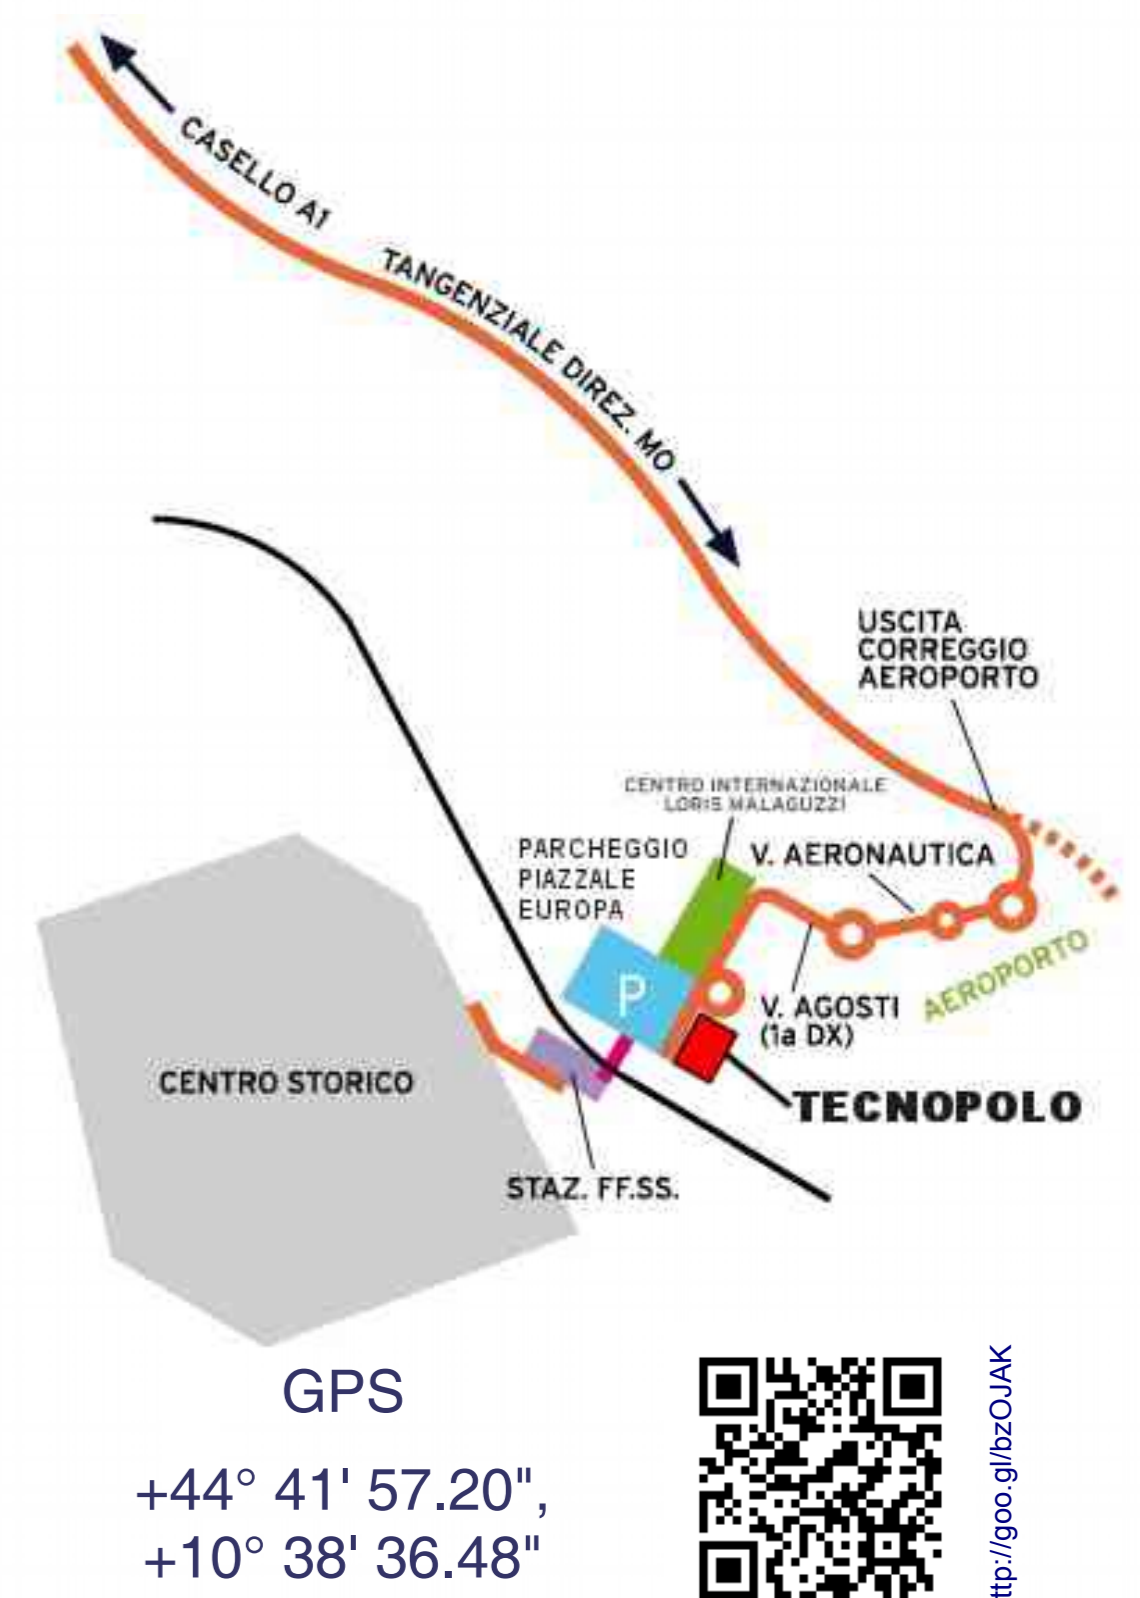 CASELLO A1
TANGENZIALE DIREZ. MO
USCITA
CORREGGIO
AEROPORTO
CENTRO INTERNAZIONALE
LORIS MALAGUZZI
PARCHEGGIO
PIAZZALE
EUROPA
V. AERONAUTICA
P
AEROPORTO
V. AGOSTI
(1a DX)
CENTRO STORICO
TECNOPOLO
STAZ. FF.SS.
GPS
+44° 41' 57.20",
+10° 38' 36.48"
ttp://goo.gl/bzOJAK